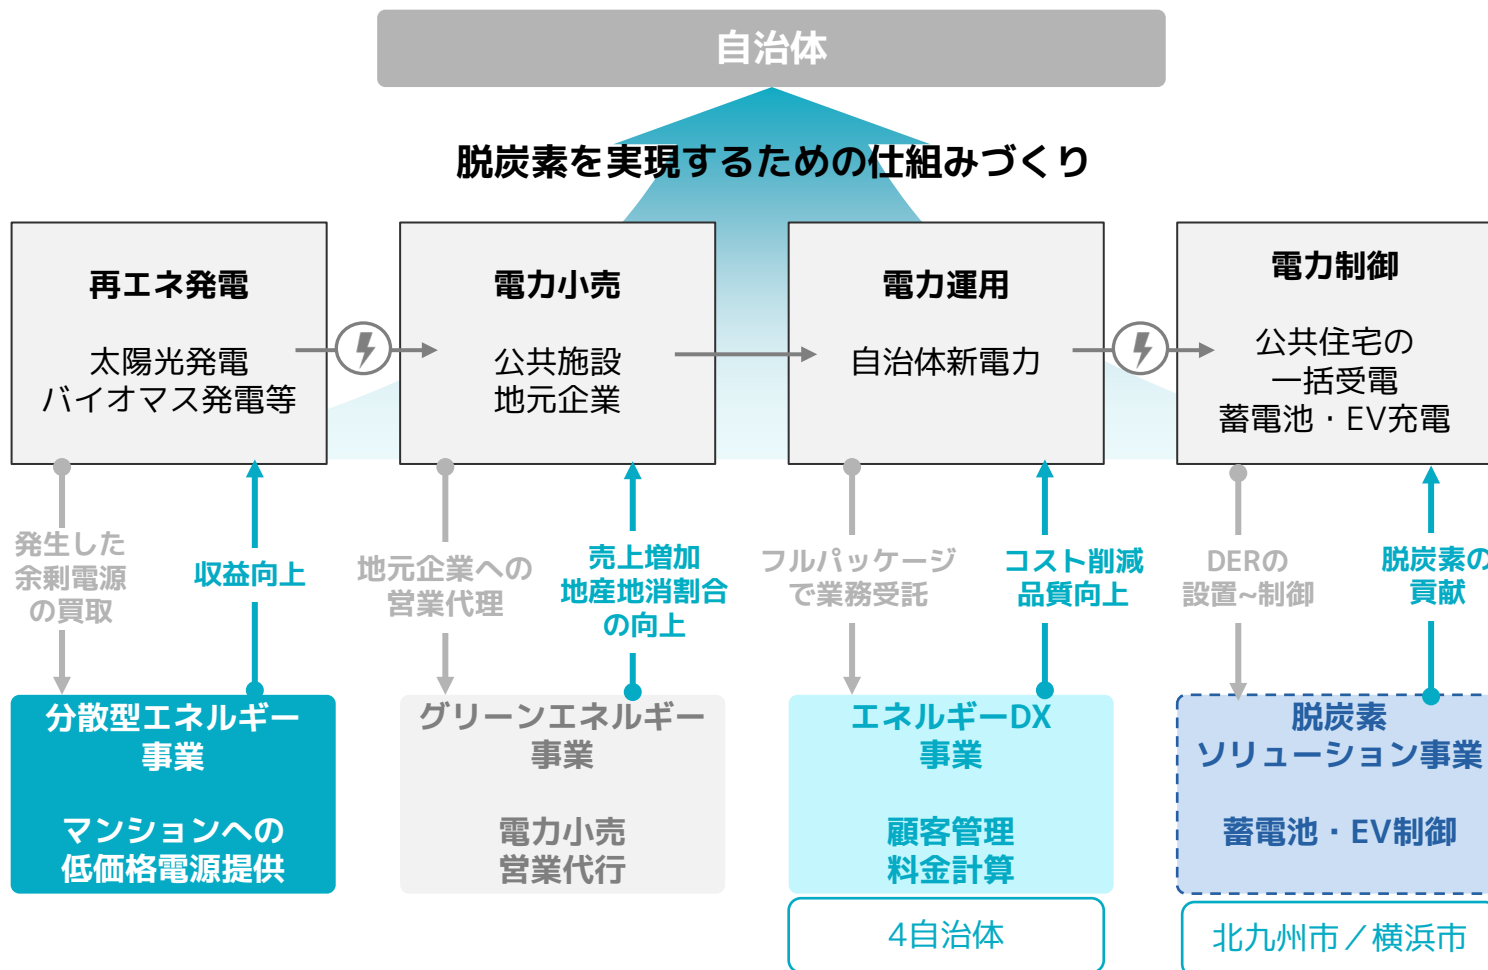 自治体
脱炭素を実現するための仕組みづくり
再エネ発電
太陽光発電
バイオマス発電等
電力小売
公共施設
地元企業
電力運用
自治体新電力
電力制御
公共住宅の
一括受電
蓄電池・EV充電
発生した
余剰電源
の買取
収益向上
地元企業への
営業代理
売上増加
地産地消割合
の向上
フルパッケージ
で業務受託
コスト削減
品質向上
DERの
設置~制御
脱炭素の
貢献
分散型エネルギー
事業
マンションへの
低価格電源提供
グリーンエネルギー
事業
電力小売
営業代行
エネルギーDX
事業
顧客管理
料金計算
脱炭素
ソリューション事業
蓄電池・EV制御
4自治体
北九州市／横浜市